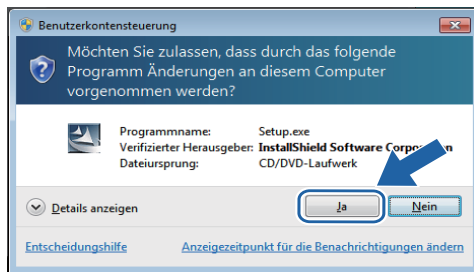 Benutzerkontensteuerung
Möchten Sie zulassen, dass durch das folgende
Programm Änderungen an diesem Computer
vorgenommen werden?
Programmname: Setup.exe
Verifizierter Herausgeber: InstallShield Software
Dateiursprung: CD/DVD-Laufwerk
Details anzeigen Ja Nein
Entscheidungshilfe Anzeigezeitpunkt für die Benachrichtigungen ändern